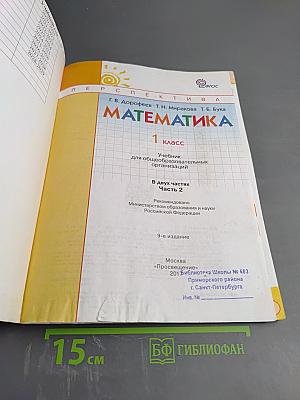 ФГОС
ПЕРСПЕКТИВА
Г. В. Дорофеев Т. Н. Миракова Т. Б. Бука
МАТЕМАТИКА
1 класс
Учебник
для общеобразовательных
организаций
В двух частях
Часть 2
Рекомендовано
Министерством образования и науки
Российской Федерации
9-е издание
Москва
«Просвещение»
Библиотека Школы № 683
Приморского района
г. Санкт-Петербурга
Инв. №
15 см
БФ БИБЛИОФАН